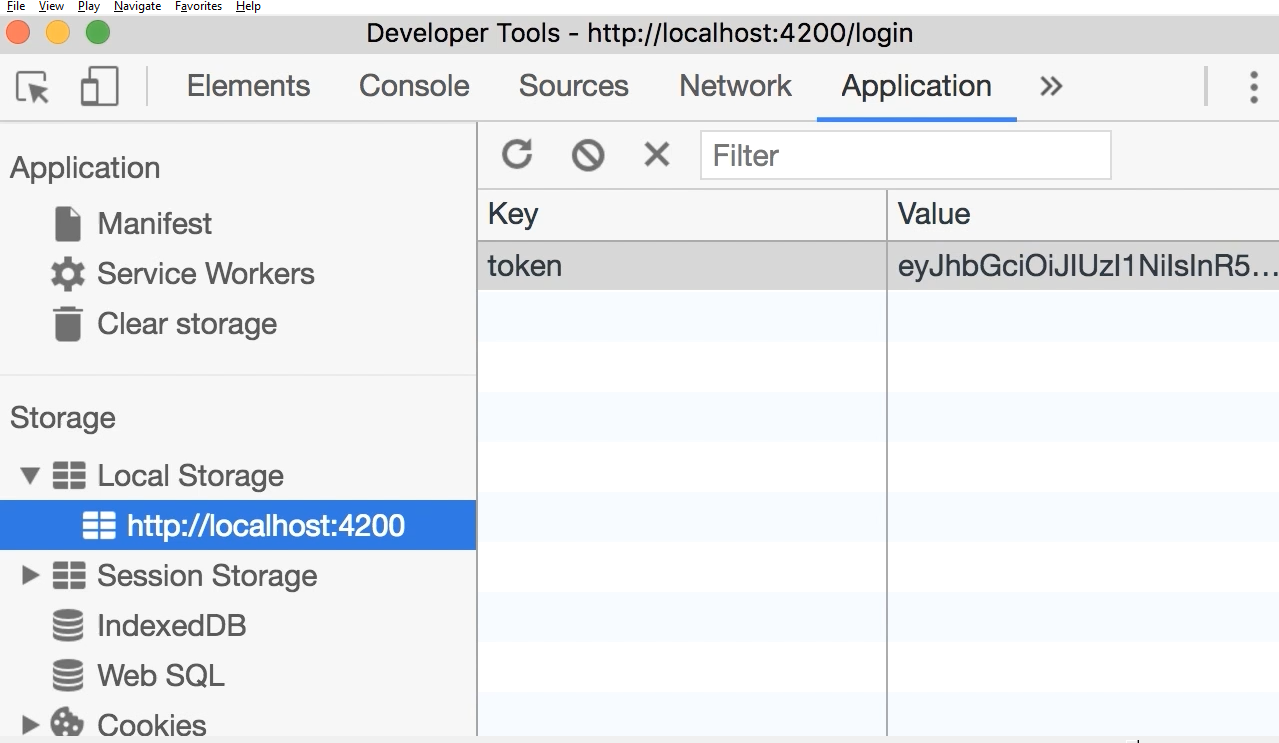 File View Play Navigate Favorites Help
Developer Tools - http://localhost:4200/login
Elements Console Sources Network Application »
Application
Manifest
Service Workers
Clear storage
Storage
Local Storage
http://localhost:4200
Session Storage
IndexedDB
Web SQL
Cookies
Filter
Key Value
token eyJhbGciOiJIUzI1NiIsInR5...